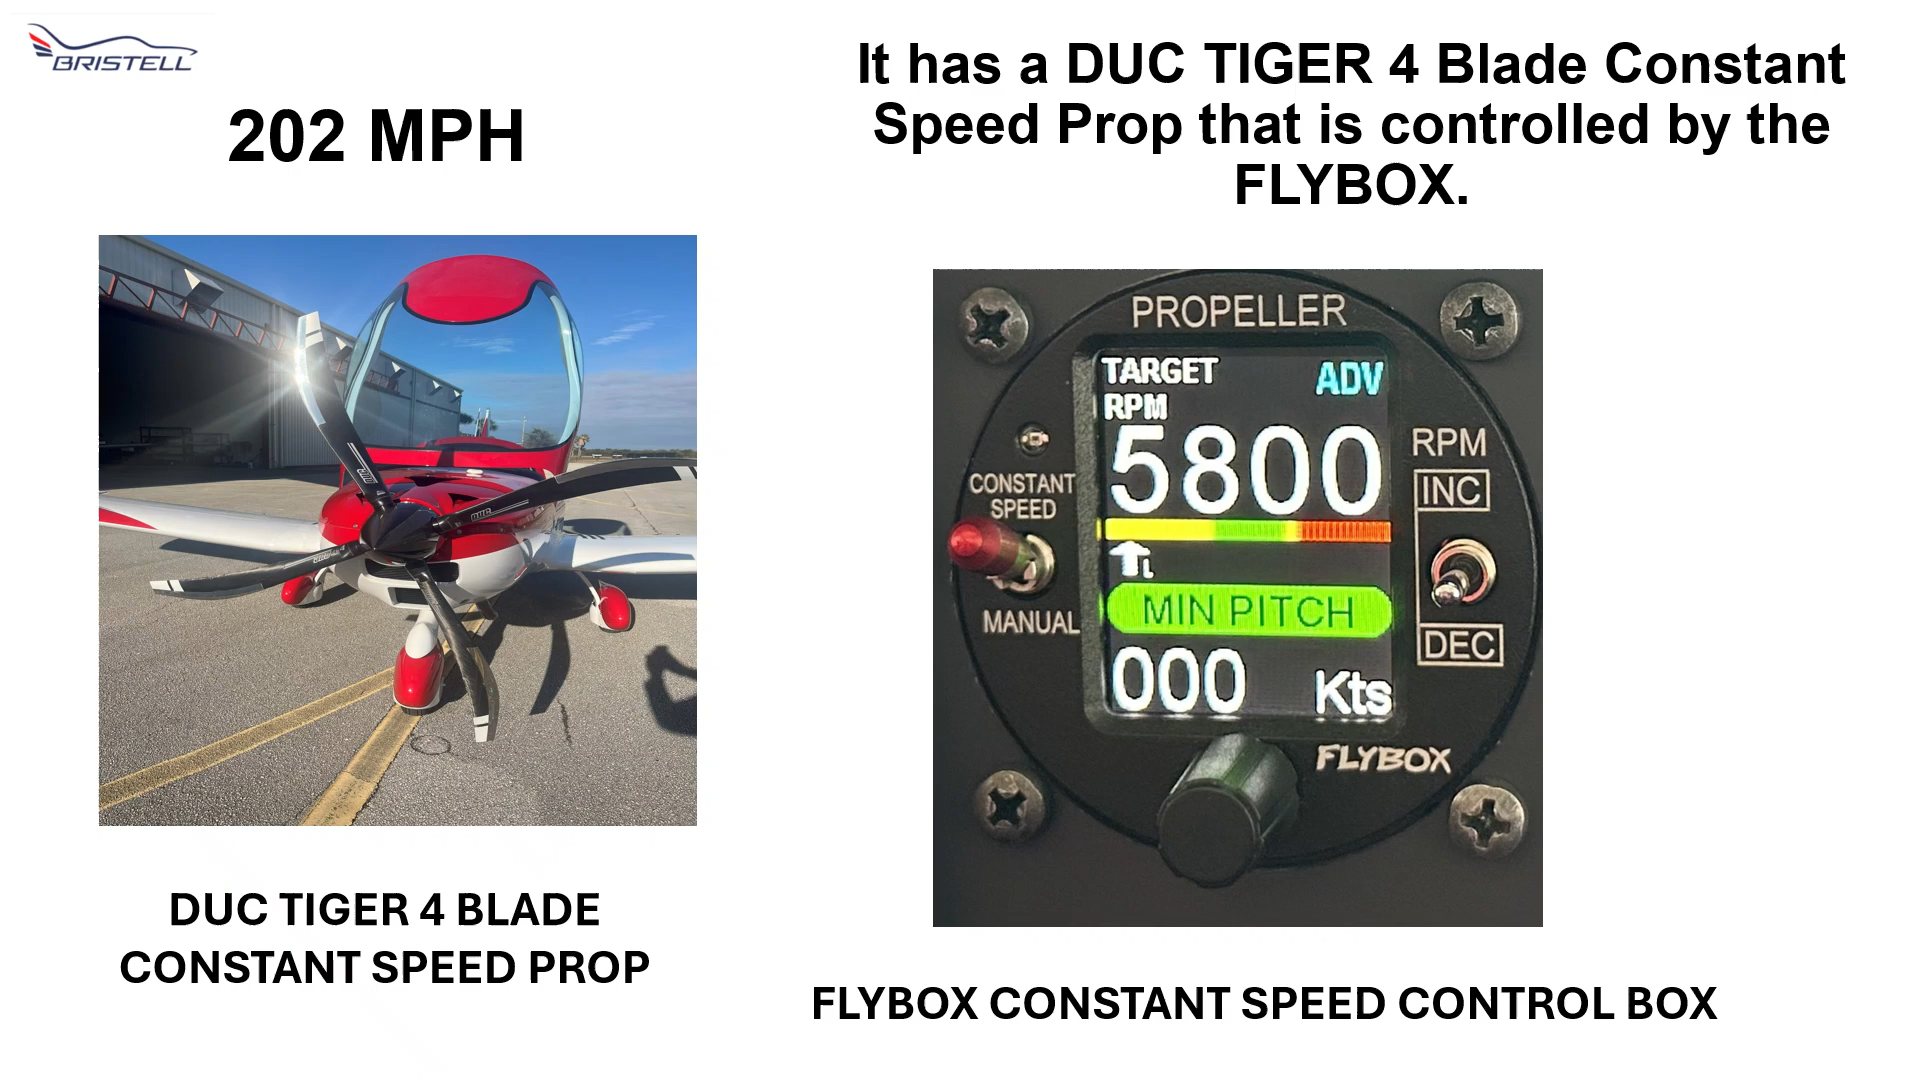 BRISTELL
202 MPH
It has a DUC TIGER 4 Blade Constant
Speed Prop that is controlled by the
FLYBOX.
DUC
PROPELLER
TARGET
ADV
RPM
5800
CONSTANT
SPEED
MANUAL
MIN PITCH
000 Kts
RPM
INC
DEC
FLYBOX
DUC TIGER 4 BLADE
CONSTANT SPEED PROP
FLYBOX CONSTANT SPEED CONTROL BOX